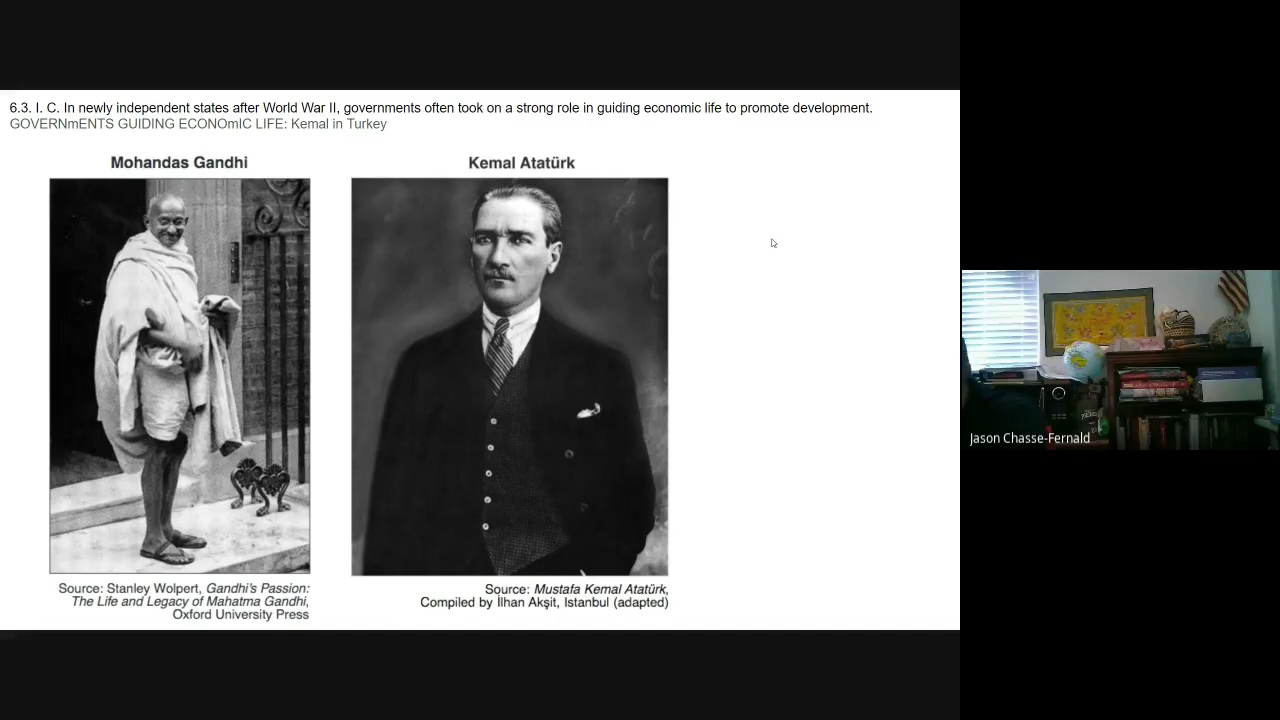 6.3. I. C. In newly independent states after World War II, governments often took on a strong role in guiding economic life to promote development.
GOVERNmENTS GUIDING ECONOmIC LIFE: Kemal in Turkey
Mohandas Gandhi
Source: Stanley Wolpert, Gandhi's Passion:
The Life and Legacy of Mahatma Gandhi,
Oxford University Press
Kemal Atatürk
Source: Mustafa Kemal Atatürk,
Compiled by İlhan Akşit, Istanbul (adapted)
Jason Chasse-Fernald